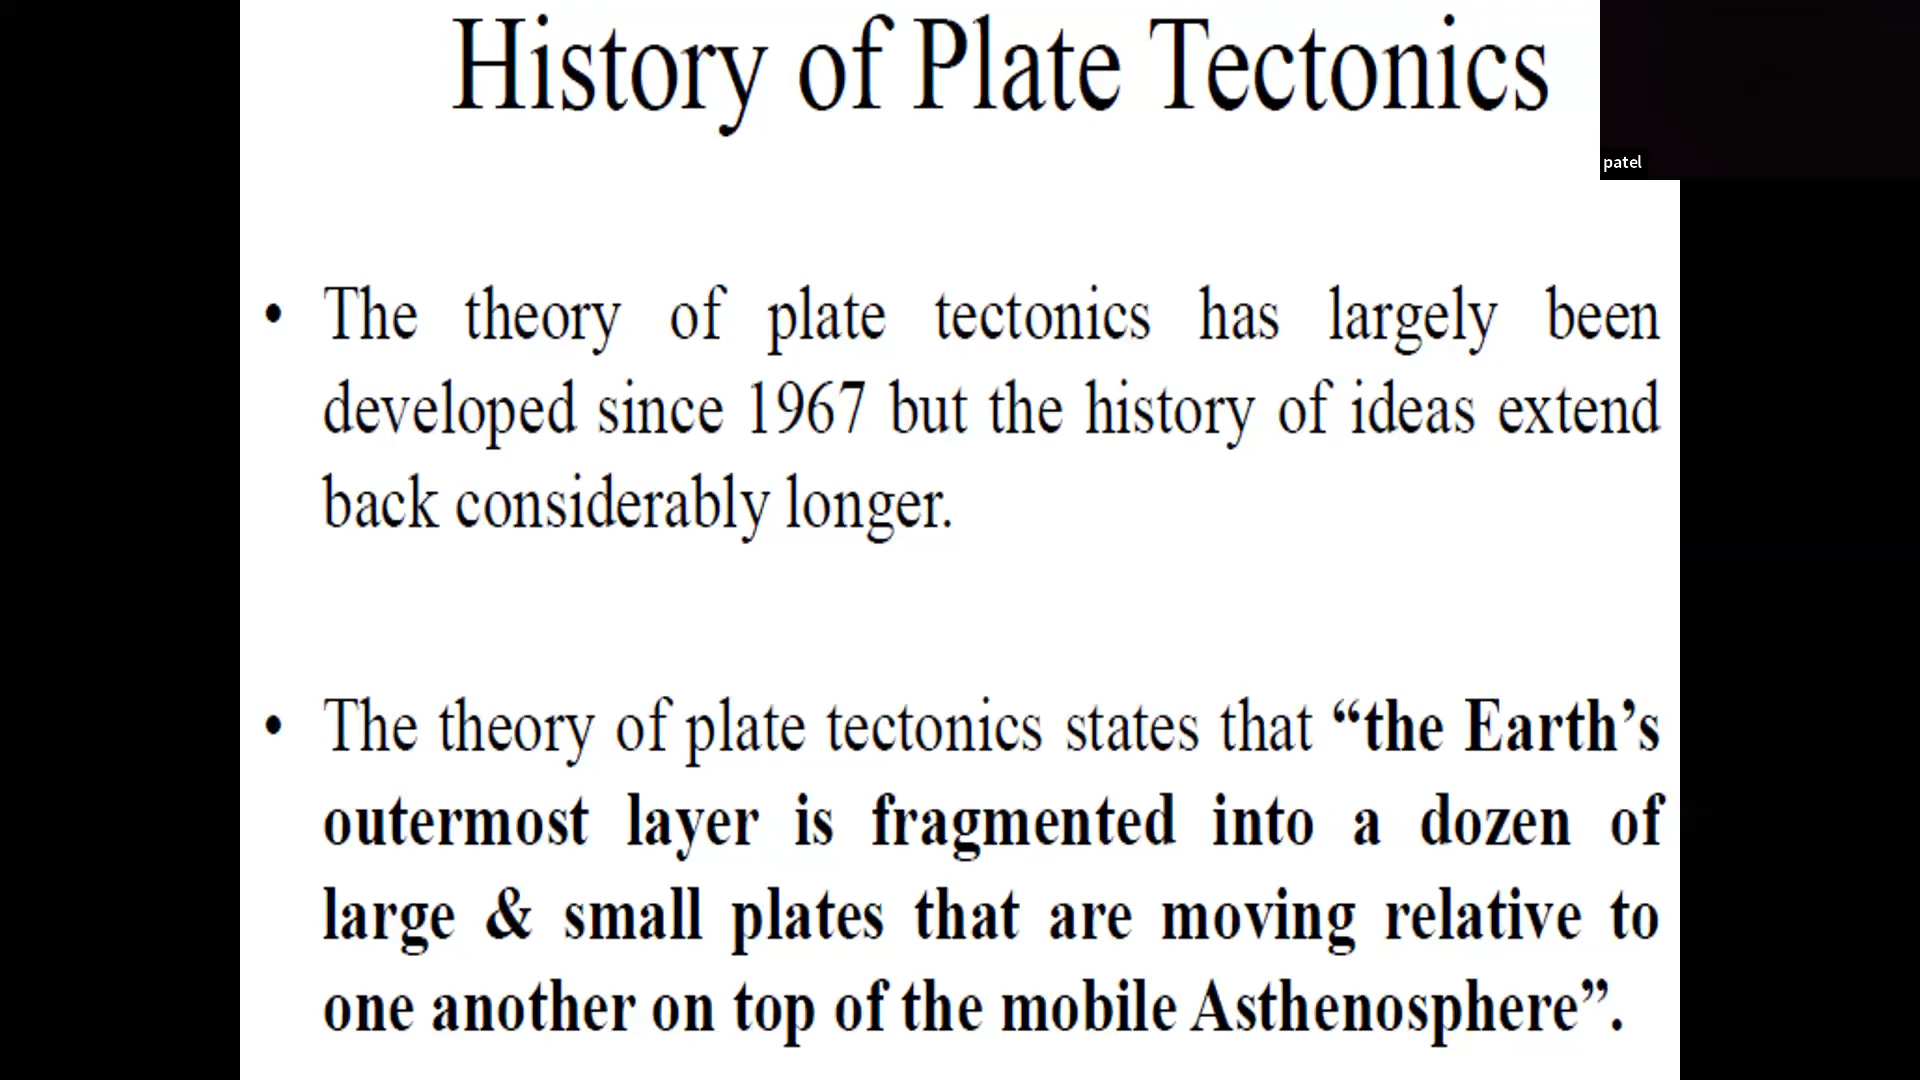 History of Plate Tectonics
patel
• The theory of plate tectonics has largely been
developed since 1967 but the history of ideas extend
back considerably longer.
• The theory of plate tectonics states that “the Earth’s
outermost layer is fragmented into a dozen of
large & small plates that are moving relative to
one another on top of the mobile Asthenosphere”.